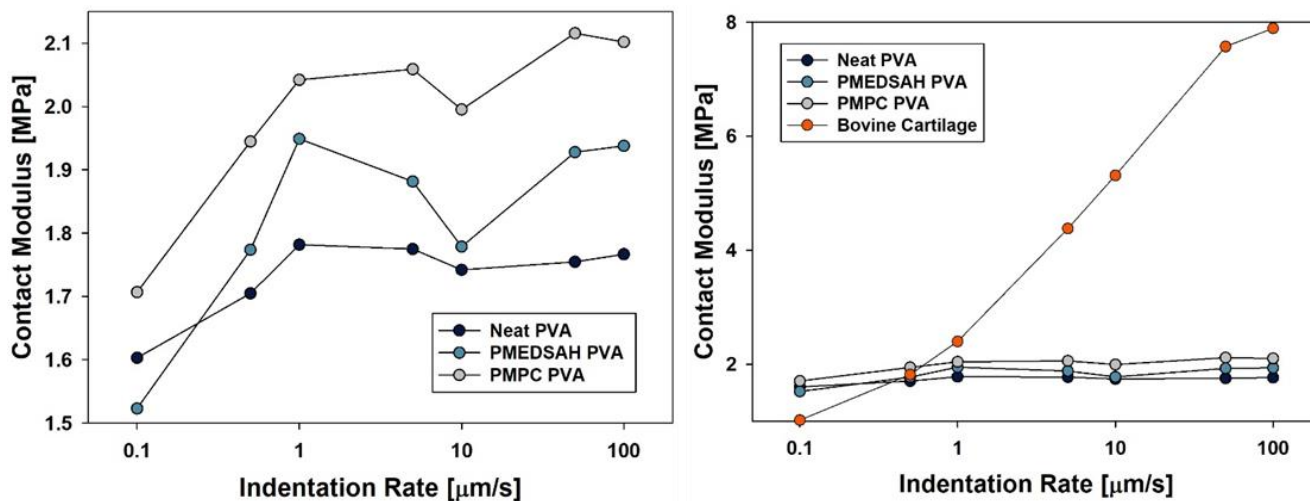 Contact Modulus [MPa]
2.1
2.0
1.9
1.8
1.7
1.6
1.5
Neat PVA
PMEDSAH PVA
PMPC PVA
0.1
1
10
100
Indentation Rate [μm/s]
Contact Modulus [MPa]
8
6
4
2
Neat PVA
PMEDSAH PVA
PMPC PVA
Bovine Cartilage
0.1
1
10
100
Indentation Rate [μm/s]